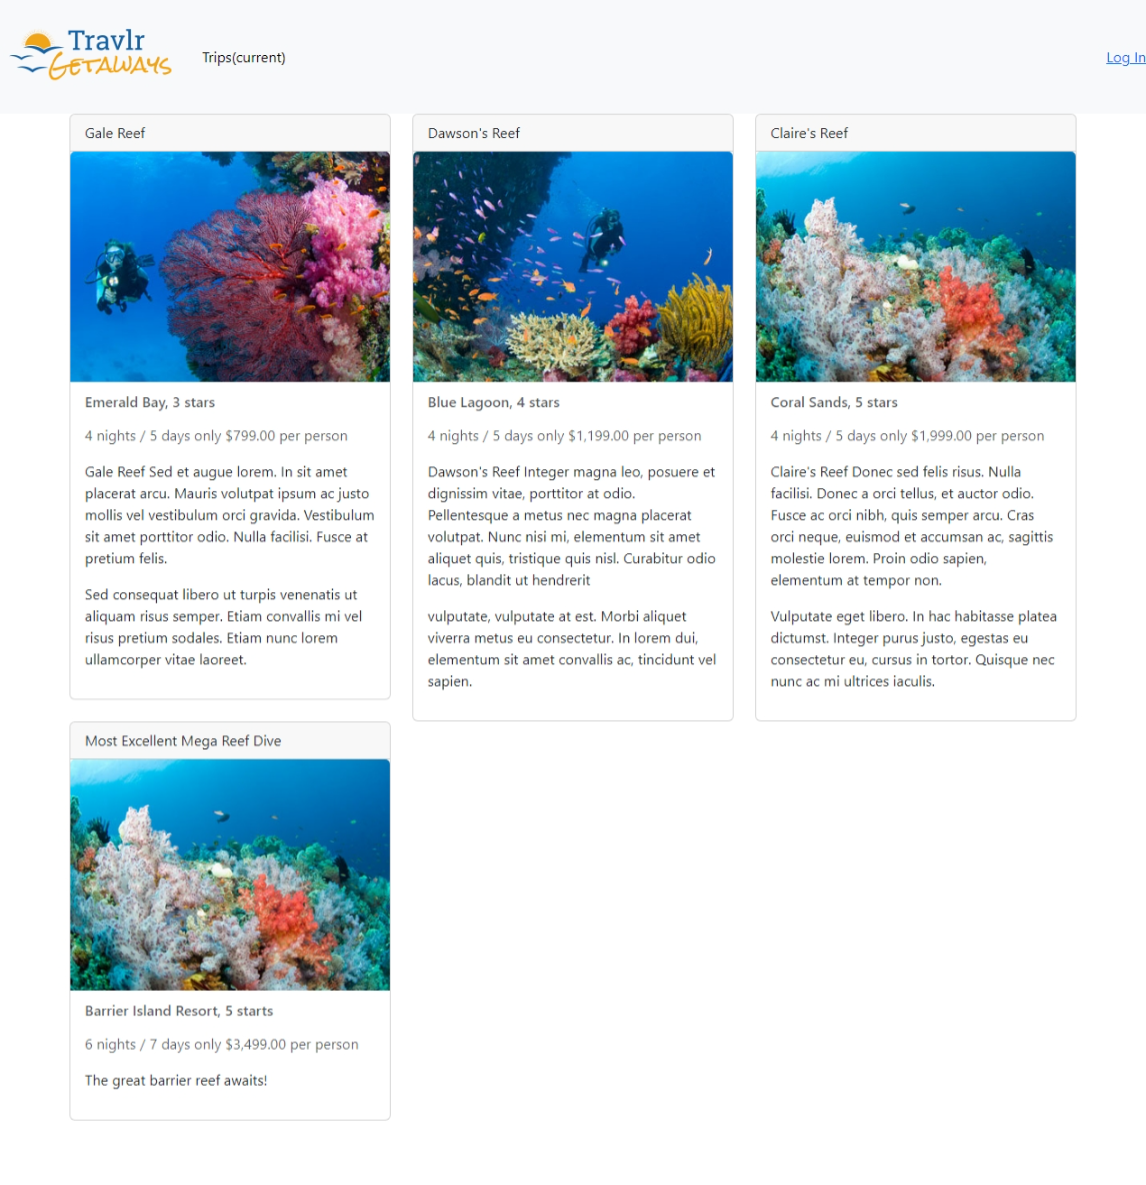 Travlr
Getaways
Trips(current)
Log In
Gale Reef
Emerald Bay, 3 stars
4 nights / 5 days only $799.00 per person
Gale Reef Sed et augue lorem. In sit amet
placerat arcu. Mauris volutpat ipsum ac justo
mollis vel vestibulum orci gravida. Vestibulum
sit amet porttitor odio. Nulla facilisi. Fusce at
pretium felis.
Sed consequat libero ut turpis venenatis ut
aliquam risus semper. Etiam convallis mi vel
risus pretium sodales. Etiam nunc lorem
ullamcorper vitae laoreet.
Dawson's Reef
Blue Lagoon, 4 stars
4 nights / 5 days only $1,199.00 per person
Dawson's Reef Integer magna leo, posuere et
dignissim vitae, porttitor at odio.
Pellentesque a metus nec magna placerat
volutpat. Nunc nisi mi, elementum sit amet
aliquet quis, tristique quis nisl. Curabitur odio
lacus, blandit ut hendrerit
vulputate, vulputate at est. Morbi aliquet
viverra metus eu consectetur. In lorem dui,
elementum sit amet convallis ac, tincidunt vel
sapien.
Claire's Reef
Coral Sands, 5 stars
4 nights / 5 days only $1,999.00 per person
Claire's Reef Donec sed felis risus. Nulla
facilisi. Donec a orci tellus, et auctor odio.
Fusce ac orci nibh, quis semper arcu. Cras
orci neque, euismod et accumsan ac, sagittis
molestie lorem. Proin odio sapien,
elementum at tempor non.
Vulputate eget libero. In hac habitasse platea
dictumst. Integer purus justo, egestas eu
consectetur eu, cursus in tortor. Quisque nec
nunc ac mi ultrices iaculis.
Most Excellent Mega Reef Dive
Barrier Island Resort, 5 starts
6 nights / 7 days only $3,499.00 per person
The great barrier reef awaits!